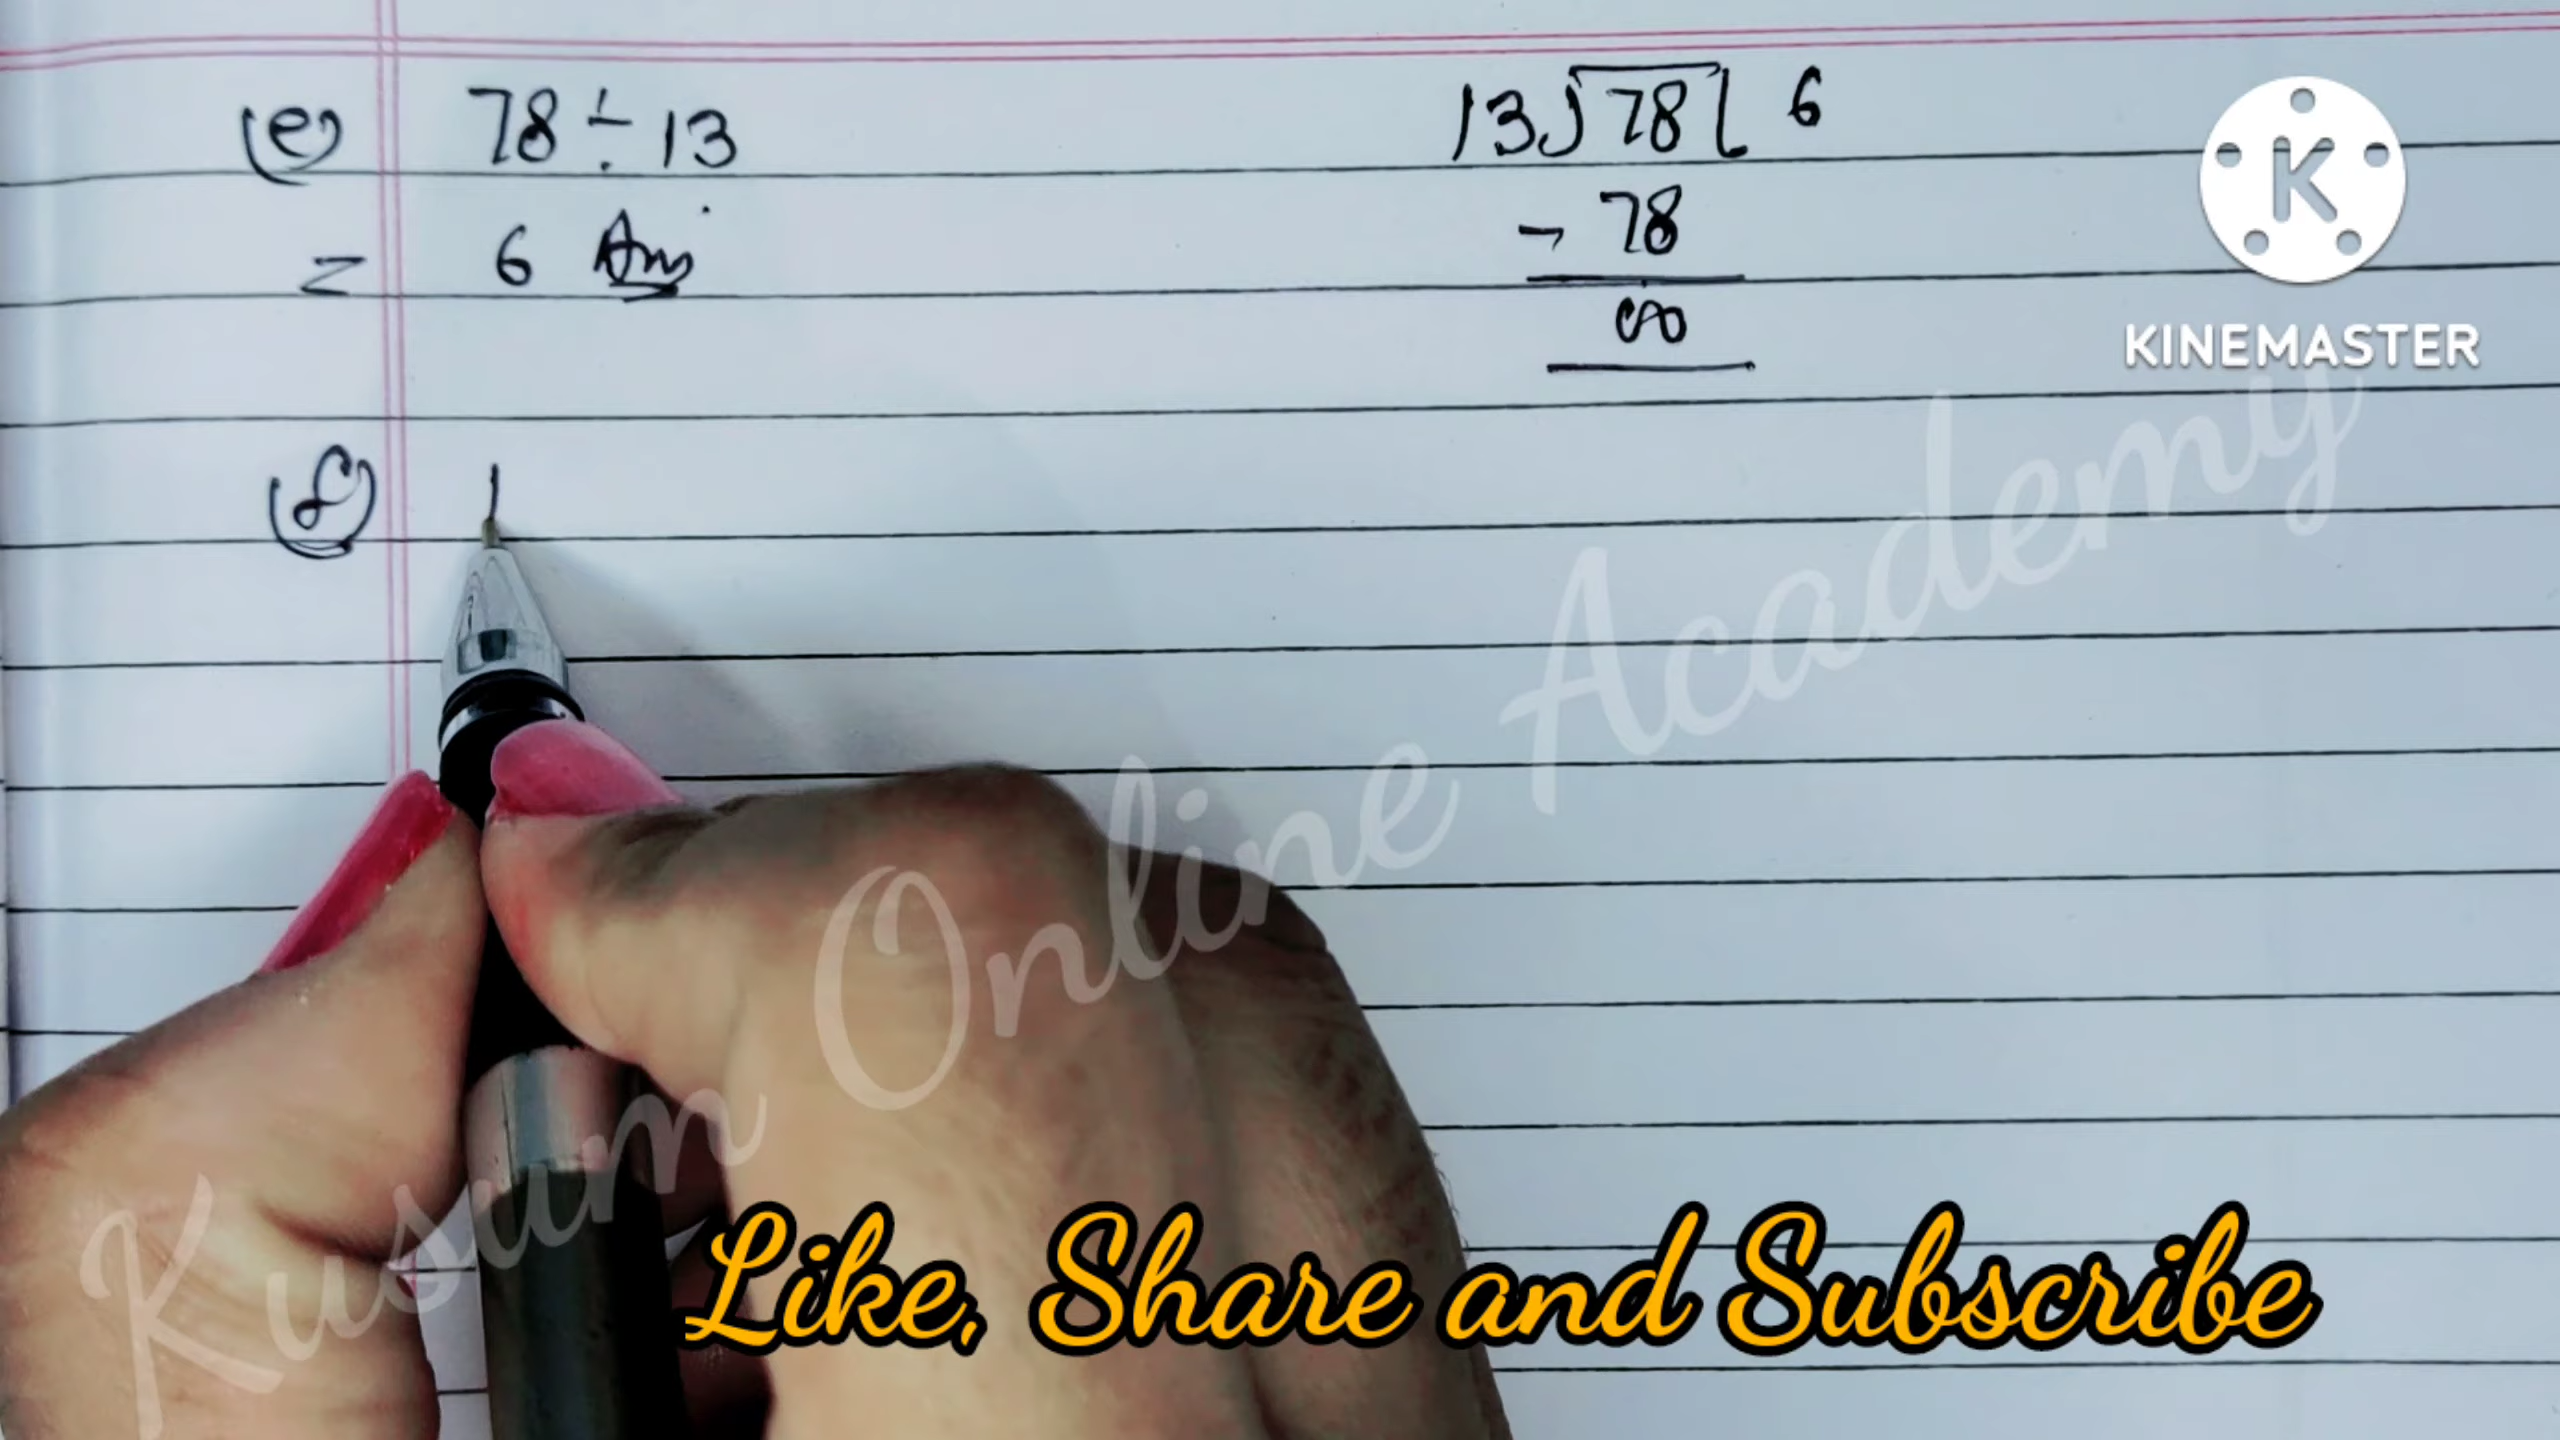 (e) 78 ÷ 13
= 6 Ans
13)78( 6
- 78
00
(f) 1
K
KINEMASTER
Kusum Online Academy
Like, Share and Subscribe